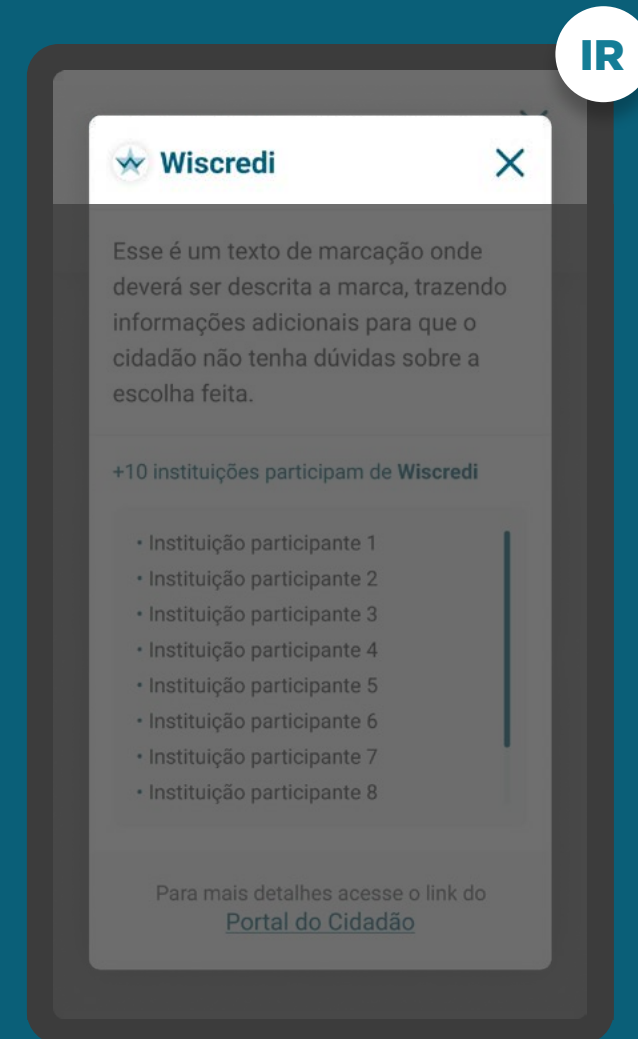 IR
Wiscredi
Esse é um texto de marcação onde
deverá ser descrita a marca, trazendo
informações adicionais para que o
cidadão não tenha dúvidas sobre a
escolha feita.
+10 instituições participam de Wiscredi
• Instituição participante 1
• Instituição participante 2
• Instituição participante 3
• Instituição participante 4
• Instituição participante 5
• Instituição participante 6
• Instituição participante 7
• Instituição participante 8
Para mais detalhes acesse o link do
Portal do Cidadão